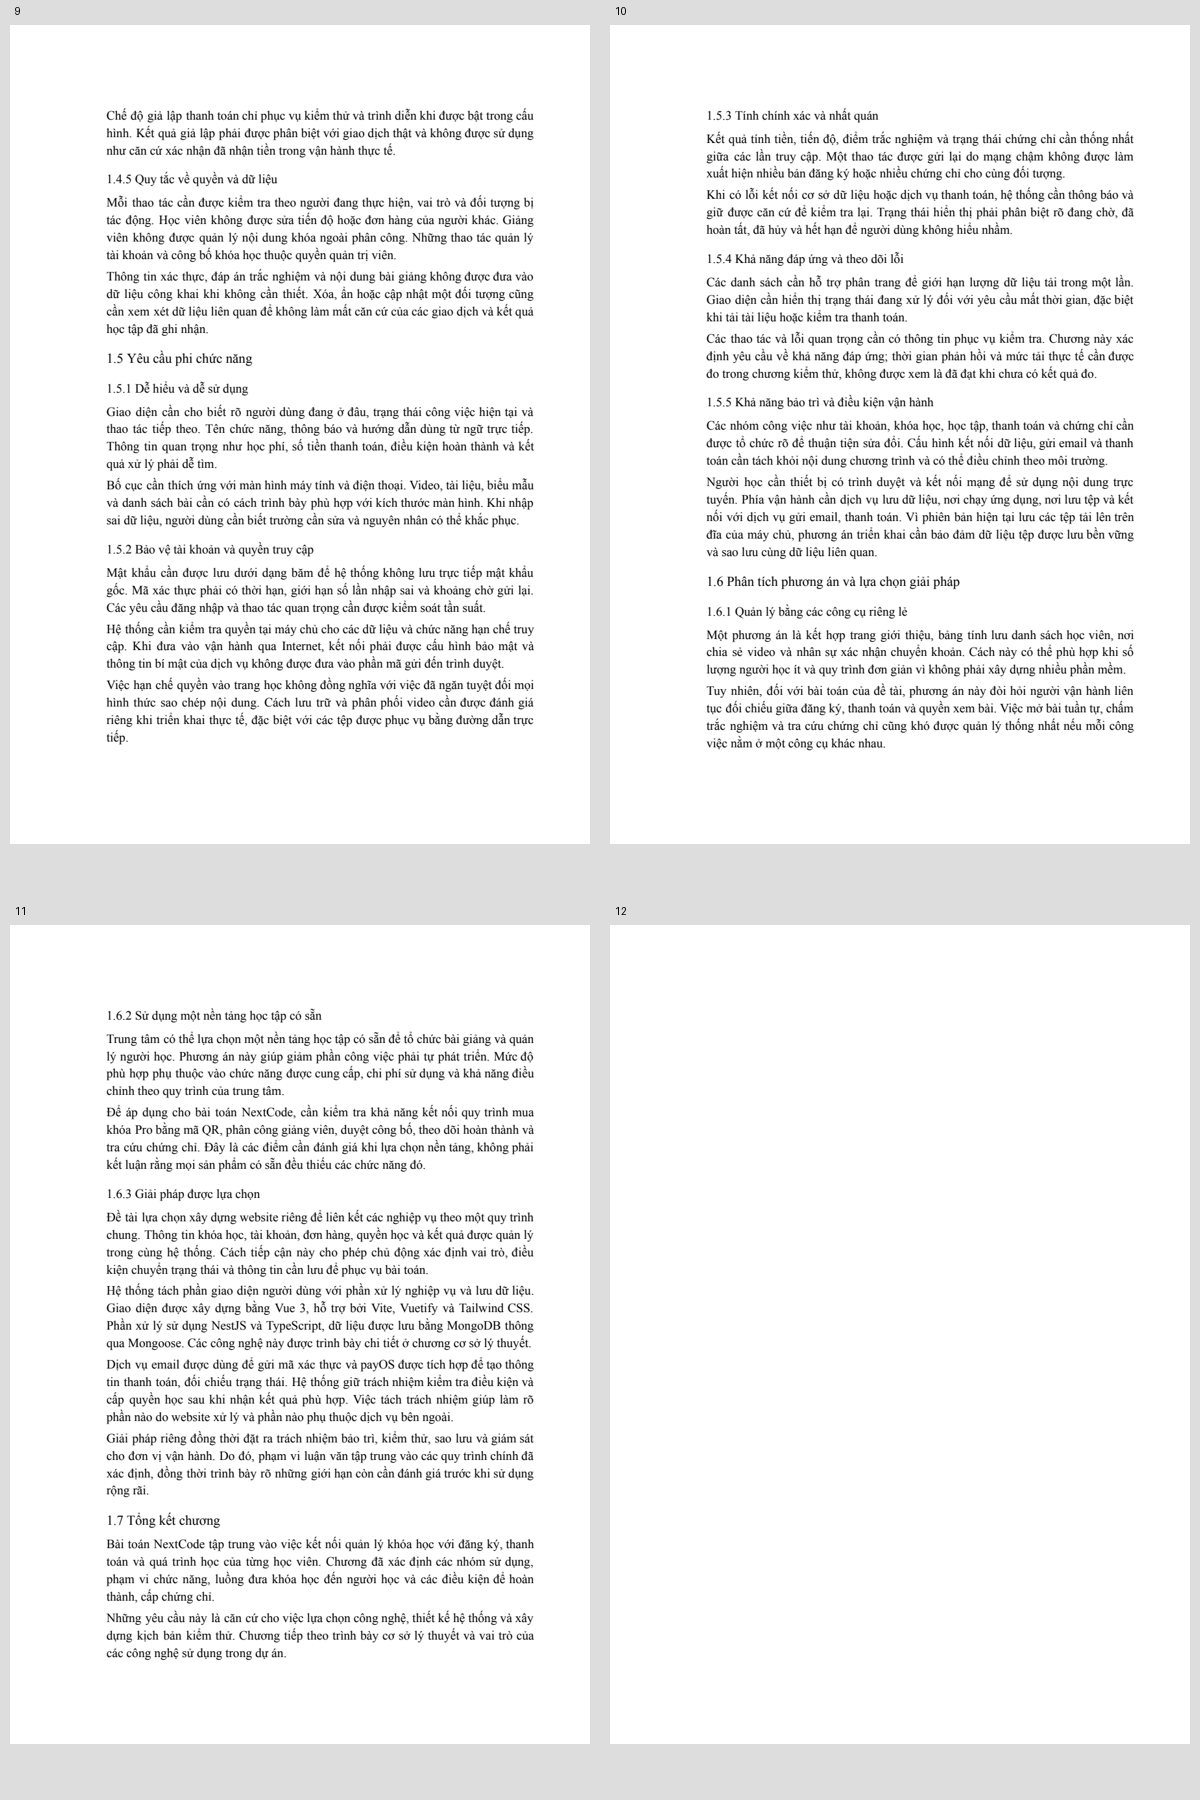 9
Chế độ giả lập thanh toán chỉ phục vụ kiểm thử và trình diễn khi được bật trong cấu
hình. Kết quả giả lập phải được phân biệt với giao dịch thật và không được sử dụng
như căn cứ xác nhận đã nhận tiền trong vận hành thực tế.
1.4.5 Quy tắc về quyền và dữ liệu
Mỗi thao tác cần được kiểm tra theo người đang thực hiện, vai trò và đối tượng bị
tác động. Học viên không được sửa tiến độ hoặc đơn hàng của người khác. Giảng
viên không được quản lý nội dung khóa ngoài phân công. Những thao tác quản lý
tài khoản và công bố khóa học thuộc quyền quản trị viên.
Thông tin xác thực, đáp án trắc nghiệm và nội dung bài giảng không được đưa vào
dữ liệu công khai khi không cần thiết. Xóa, ẩn hoặc cập nhật một đối tượng cũng
cần xem xét dữ liệu liên quan để không làm mất căn cứ của các giao dịch và kết quả
học tập đã ghi nhận.
1.5 Yêu cầu phi chức năng
1.5.1 Dễ hiểu và dễ sử dụng
Giao diện cần cho biết rõ người dùng đang ở đâu, trạng thái công việc hiện tại và
thao tác tiếp theo. Tên chức năng, thông báo và hướng dẫn dùng từ ngữ trực tiếp.
Thông tin quan trọng như học phí, số tiền thanh toán, điều kiện hoàn thành và kết
quả xử lý phải dễ tìm.
Bố cục cần thích ứng với màn hình máy tính và điện thoại. Video, tài liệu, biểu mẫu
và danh sách bài cần có cách trình bày phù hợp với kích thước màn hình. Khi nhập
sai dữ liệu, người dùng cần biết trường cần sửa và nguyên nhân có thể khắc phục.
1.5.2 Bảo vệ tài khoản và quyền truy cập
Mật khẩu cần được lưu dưới dạng băm để hệ thống không lưu trực tiếp mật khẩu
gốc. Mã xác thực phải có thời hạn, giới hạn số lần nhập sai và khoảng chờ gửi lại.
Các yêu cầu đăng nhập và thao tác quan trọng cần được kiểm soát tần suất.
Hệ thống cần kiểm tra quyền tại máy chủ cho các dữ liệu và chức năng hạn chế truy
cập. Khi đưa vào vận hành qua Internet, kết nối phải được cấu hình bảo mật và
thông tin bí mật của dịch vụ không được đưa vào phần mã gửi đến trình duyệt.
Việc hạn chế quyền vào trang học không đồng nghĩa với việc đã ngăn tuyệt đối mọi
hình thức sao chép nội dung. Cách lưu trữ và phân phối video cần được đánh giá
riêng khi triển khai thực tế, đặc biệt với các tệp được phục vụ bằng đường dẫn trực
tiếp.
10
1.5.3 Tính chính xác và nhất quán
Kết quả tính tiền, tiến độ, điểm trắc nghiệm và trạng thái chứng chỉ cần thống nhất
giữa các lần truy cập. Một thao tác được gửi lại do mạng chậm không được làm
xuất hiện nhiều bản đăng ký hoặc nhiều chứng chỉ cho cùng đối tượng.
Khi có lỗi kết nối cơ sở dữ liệu hoặc dịch vụ thanh toán, hệ thống cần thông báo và
giữ được căn cứ để kiểm tra lại. Trạng thái hiển thị phải phân biệt rõ đang chờ, đã
hoàn tất, đã hủy và hết hạn để người dùng không hiểu nhầm.
1.5.4 Khả năng đáp ứng và theo dõi lỗi
Các danh sách cần hỗ trợ phân trang để giới hạn lượng dữ liệu tải trong một lần.
Giao diện cần hiển thị trạng thái đang xử lý đối với yêu cầu mất thời gian, đặc biệt
khi tải tài liệu hoặc kiểm tra thanh toán.
Các thao tác và lỗi quan trọng cần có thông tin phục vụ kiểm tra. Chương này xác
định yêu cầu về khả năng đáp ứng; thời gian phản hồi và mức tải thực tế cần được
đo trong chương kiểm thử, không được xem là đã đạt khi chưa có kết quả đo.
1.5.5 Khả năng bảo trì và điều kiện vận hành
Các nhóm công việc như tài khoản, khóa học, học tập, thanh toán và chứng chỉ cần
được tổ chức rõ để thuận tiện sửa đổi. Cấu hình kết nối dữ liệu, gửi email và thanh
toán cần tách khỏi nội dung chương trình và có thể điều chỉnh theo môi trường.
Người học cần thiết bị có trình duyệt và kết nối mạng để sử dụng nội dung trực
tuyến. Phía vận hành cần dịch vụ lưu dữ liệu, nơi chạy ứng dụng, nơi lưu tệp và kết
nối với dịch vụ gửi email, thanh toán. Vì phiên bản hiện tại lưu các tệp tải lên trên
đĩa của máy chủ, phương án triển khai cần bảo đảm dữ liệu tệp được lưu bền vững
và sao lưu cùng dữ liệu liên quan.
1.6 Phân tích phương án và lựa chọn giải pháp
1.6.1 Quản lý bằng các công cụ riêng lẻ
Một phương án là kết hợp trang giới thiệu, bảng tính lưu danh sách học viên, nơi
chia sẻ video và nhân sự xác nhận chuyển khoản. Cách này có thể phù hợp khi số
lượng người học ít và quy trình đơn giản vì không phải xây dựng nhiều phần mềm.
Tuy nhiên, đối với bài toán của đề tài, phương án này đòi hỏi người vận hành liên
tục đối chiếu giữa đăng ký, thanh toán và quyền xem bài. Việc mở bài tuần tự, chấm
trắc nghiệm và tra cứu chứng chỉ cũng khó được quản lý thống nhất nếu mỗi công
việc nằm ở một công cụ khác nhau.
11
1.6.2 Sử dụng một nền tảng học tập có sẵn
Trung tâm có thể lựa chọn một nền tảng học tập có sẵn để tổ chức bài giảng và quản
lý người học. Phương án này giúp giảm phần công việc phải tự phát triển. Mức độ
phù hợp phụ thuộc vào chức năng được cung cấp, chi phí sử dụng và khả năng điều
chỉnh theo quy trình của trung tâm.
Để áp dụng cho bài toán NextCode, cần kiểm tra khả năng kết nối quy trình mua
khóa Pro bằng mã QR, phân công giảng viên, duyệt công bố, theo dõi hoàn thành và
tra cứu chứng chỉ. Đây là các điểm cần đánh giá khi lựa chọn nền tảng, không phải
kết luận rằng mọi sản phẩm có sẵn đều thiếu các chức năng đó.
1.6.3 Giải pháp được lựa chọn
Đề tài lựa chọn xây dựng website riêng để liên kết các nghiệp vụ theo một quy trình
chung. Thông tin khóa học, tài khoản, đơn hàng, quyền học và kết quả được quản lý
trong cùng hệ thống. Cách tiếp cận này cho phép chủ động xác định vai trò, điều
kiện chuyển trạng thái và thông tin cần lưu để phục vụ bài toán.
Hệ thống tách phần giao diện người dùng với phần xử lý nghiệp vụ và lưu dữ liệu.
Giao diện được xây dựng bằng Vue 3, hỗ trợ bởi Vite, Vuetify và Tailwind CSS.
Phần xử lý sử dụng NestJS và TypeScript, dữ liệu được lưu bằng MongoDB thông
qua Mongoose. Các công nghệ này được trình bày chi tiết ở chương cơ sở lý thuyết.
Dịch vụ email được dùng để gửi mã xác thực và payOS được tích hợp để tạo thông
tin thanh toán, đối chiếu trạng thái. Hệ thống giữ trách nhiệm kiểm tra điều kiện và
cấp quyền học sau khi nhận kết quả phù hợp. Việc tách trách nhiệm giúp làm rõ
phần nào do website xử lý và phần nào phụ thuộc dịch vụ bên ngoài.
Giải pháp riêng đồng thời đặt ra trách nhiệm bảo trì, kiểm thử, sao lưu và giám sát
cho đơn vị vận hành. Do đó, phạm vi luận văn tập trung vào các quy trình chính đã
xác định, đồng thời trình bày rõ những giới hạn còn cần đánh giá trước khi sử dụng
rộng rãi.
1.7 Tổng kết chương
Bài toán NextCode tập trung vào việc kết nối quản lý khóa học với đăng ký, thanh
toán và quá trình học của từng học viên. Chương đã xác định các nhóm sử dụng,
phạm vi chức năng, luồng đưa khóa học đến người học và các điều kiện để hoàn
thành, cấp chứng chỉ.
Những yêu cầu này là căn cứ cho việc lựa chọn công nghệ, thiết kế hệ thống và xây
dựng kịch bản kiểm thử. Chương tiếp theo trình bày cơ sở lý thuyết và vai trò của
các công nghệ sử dụng trong dự án.
12